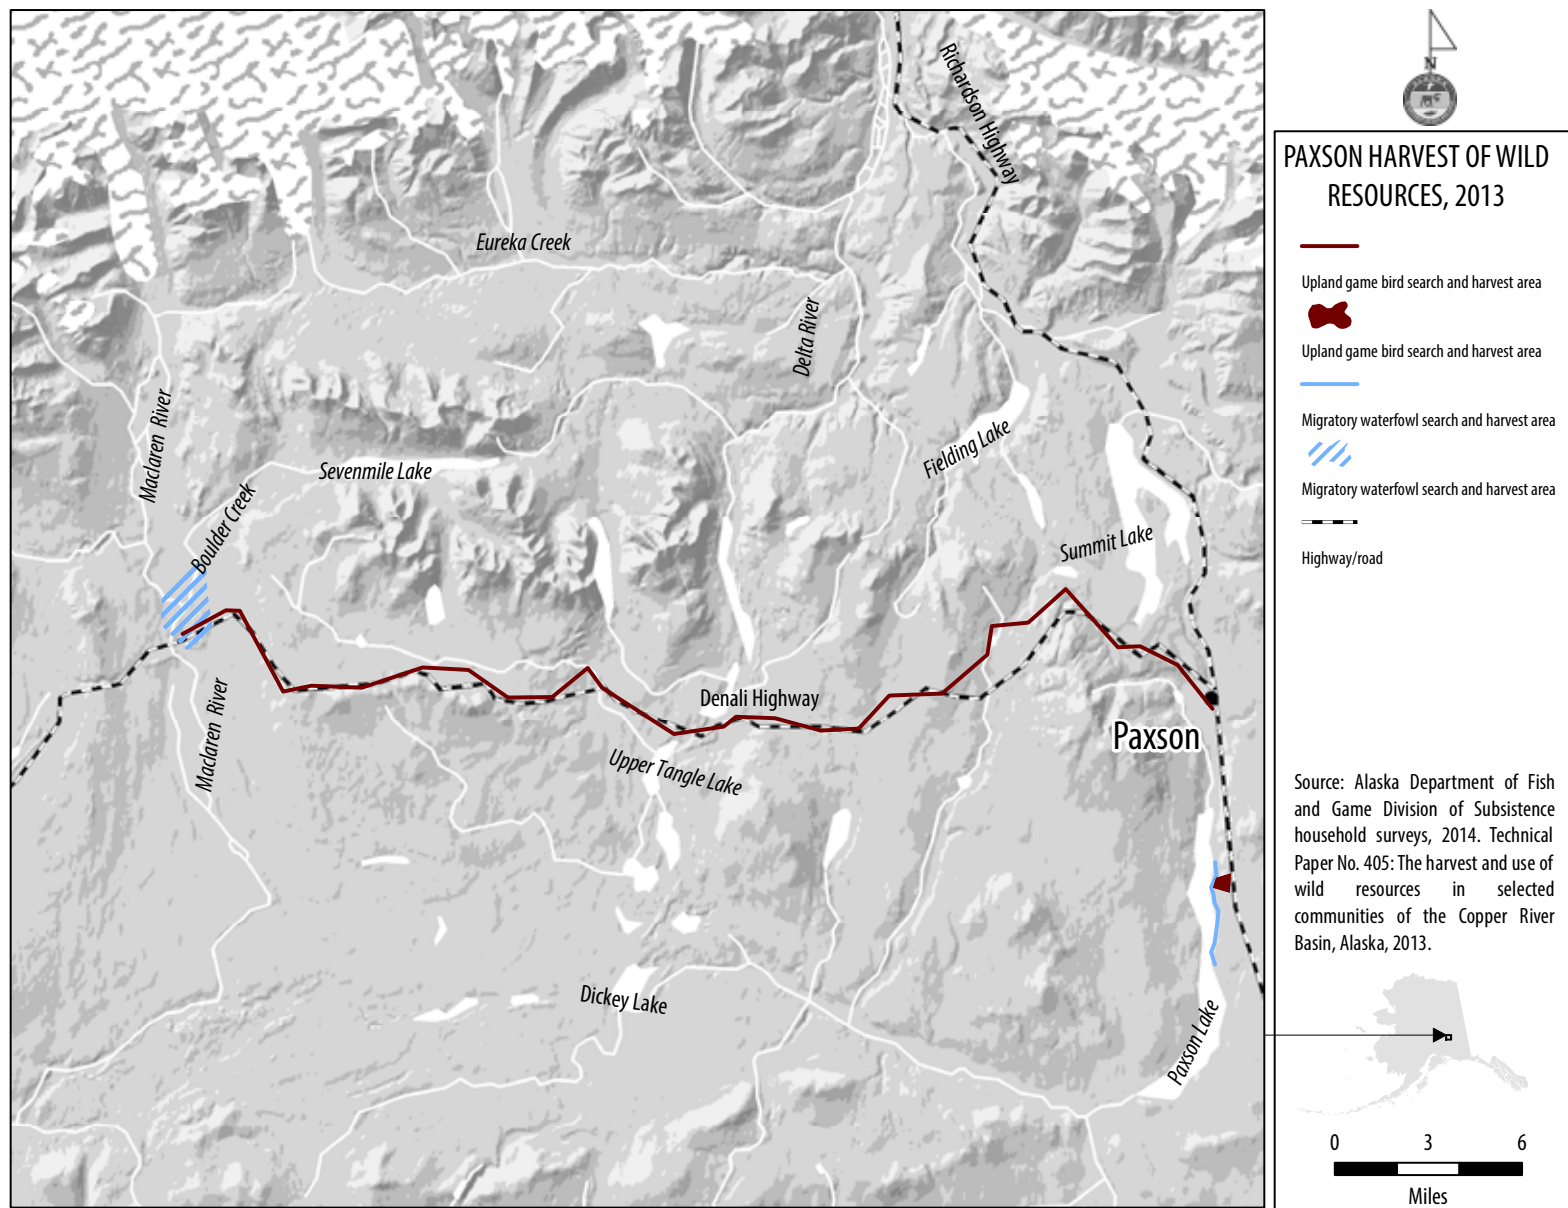 Richardson Highway
Eureka Creek
Delta River
Maclaren River
Sevenmile Lake
Fielding Lake
Boulder Creek
Summit Lake
Denali Highway
Maclaren River
Paxson
Upper Tangle Lake
Dickey Lake
Paxson Lake
N
PAXSON HARVEST OF WILD
RESOURCES, 2013
Upland game bird search and harvest area
Upland game bird search and harvest area
Migratory waterfowl search and harvest area
Migratory waterfowl search and harvest area
Highway/road
Source: Alaska Department of Fish
and Game Division of Subsistence
household surveys, 2014. Technical
Paper No. 405: The harvest and use of
wild resources in selected
communities of the Copper River
Basin, Alaska, 2013.
0 3 6
Miles